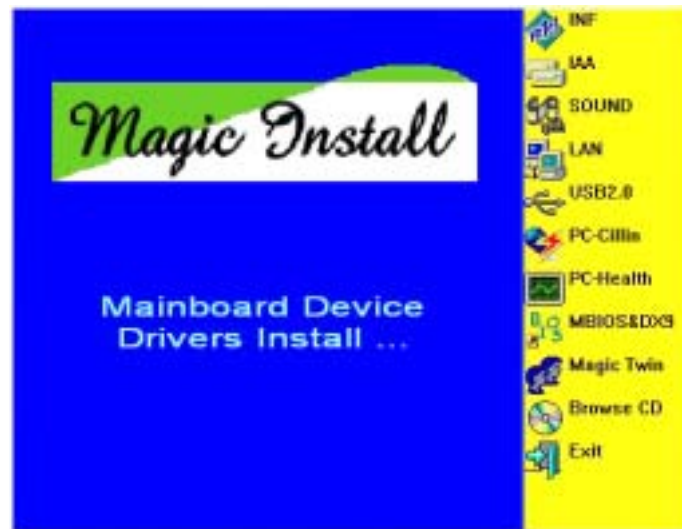 Magic Install
Mainboard Device
Drivers Install ...
INF
IAA
SOUND
LAN
USB2.0
PC-Cillin
PC-Health
MBIOS&DX9
Magic Twin
Browse CD
Exit